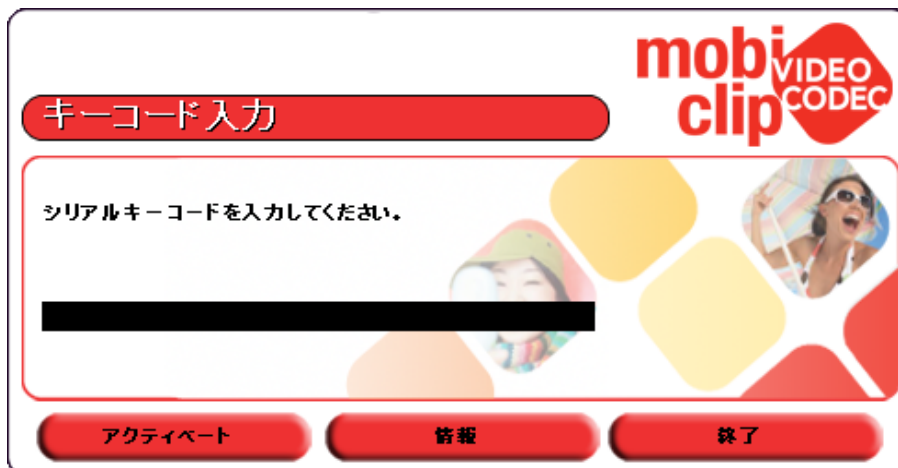 mobi
clip
VIDEO
CODEC
キーコード入力
シリアルキーコードを入力してください。
アクティベート
情報
終了